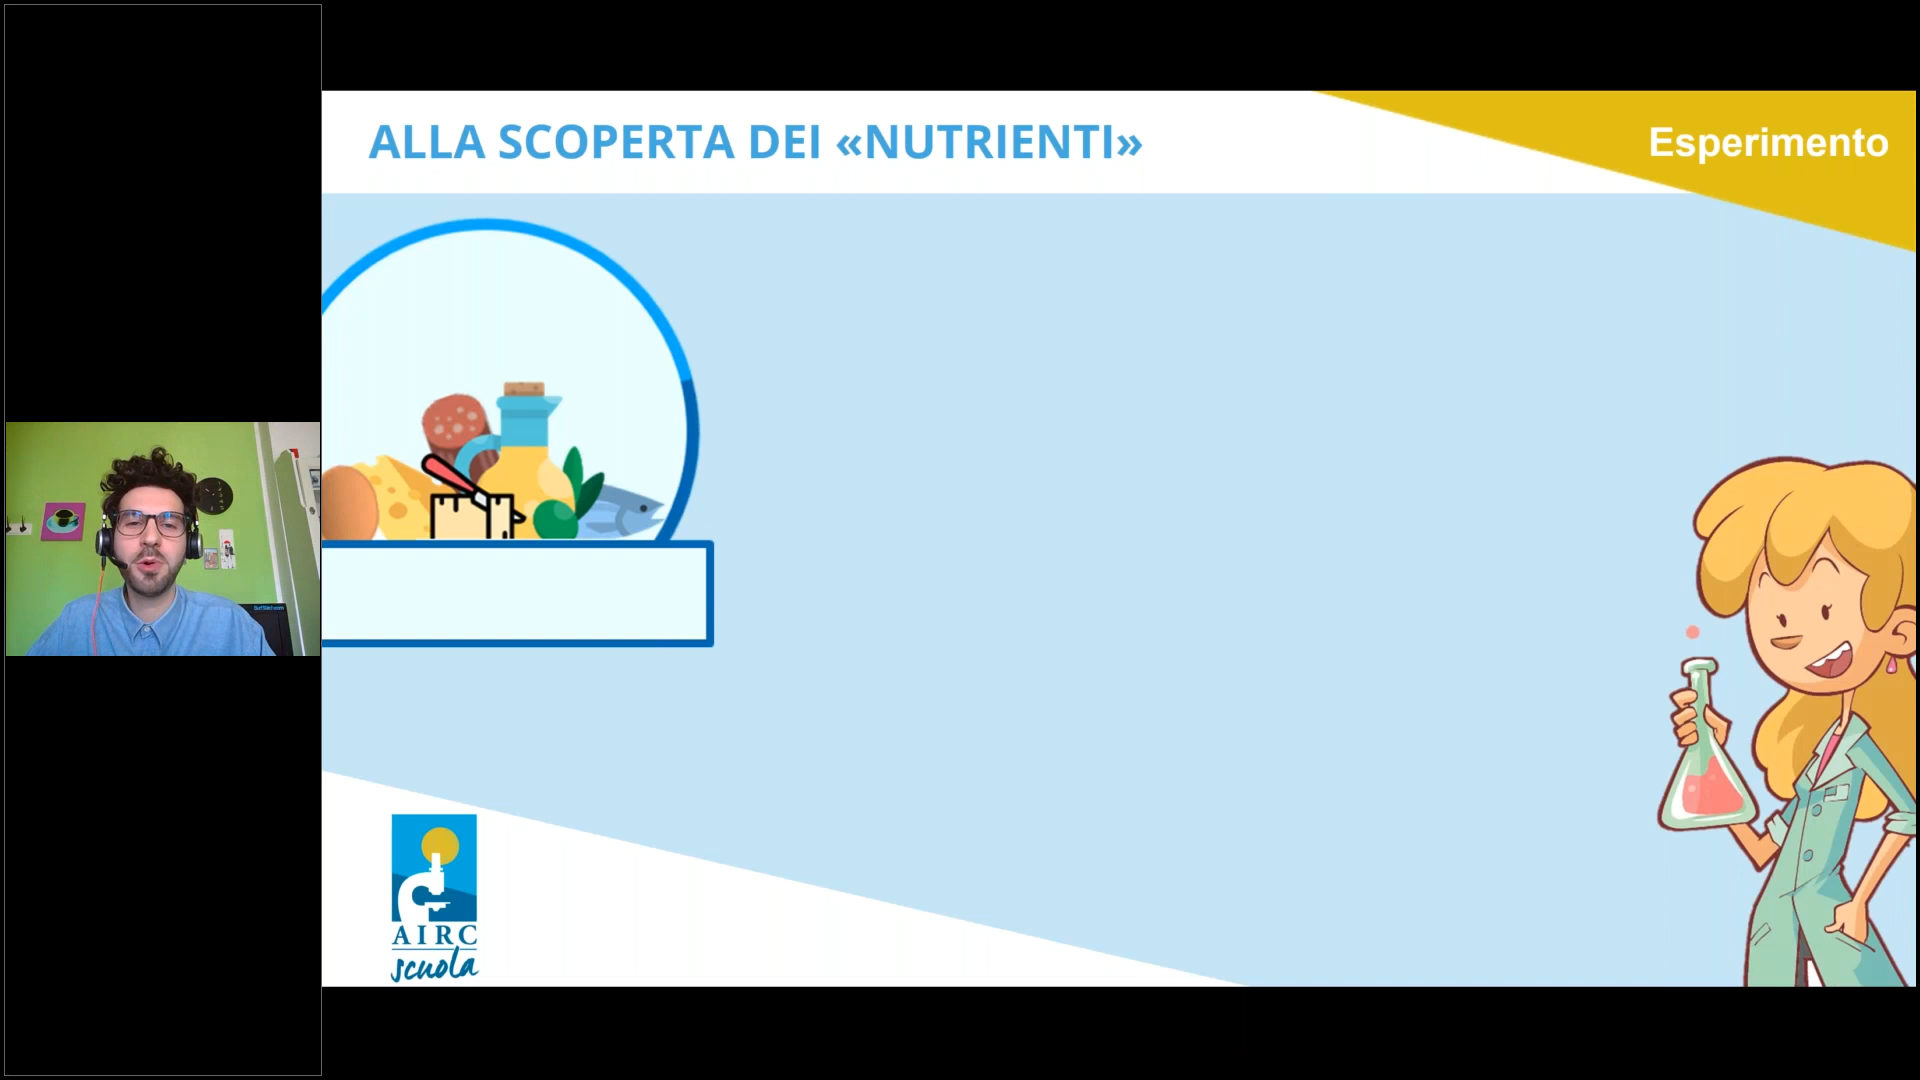 ALLA SCOPERTA DEI «NUTRIENTI»
Esperimento
AIRC
scuola